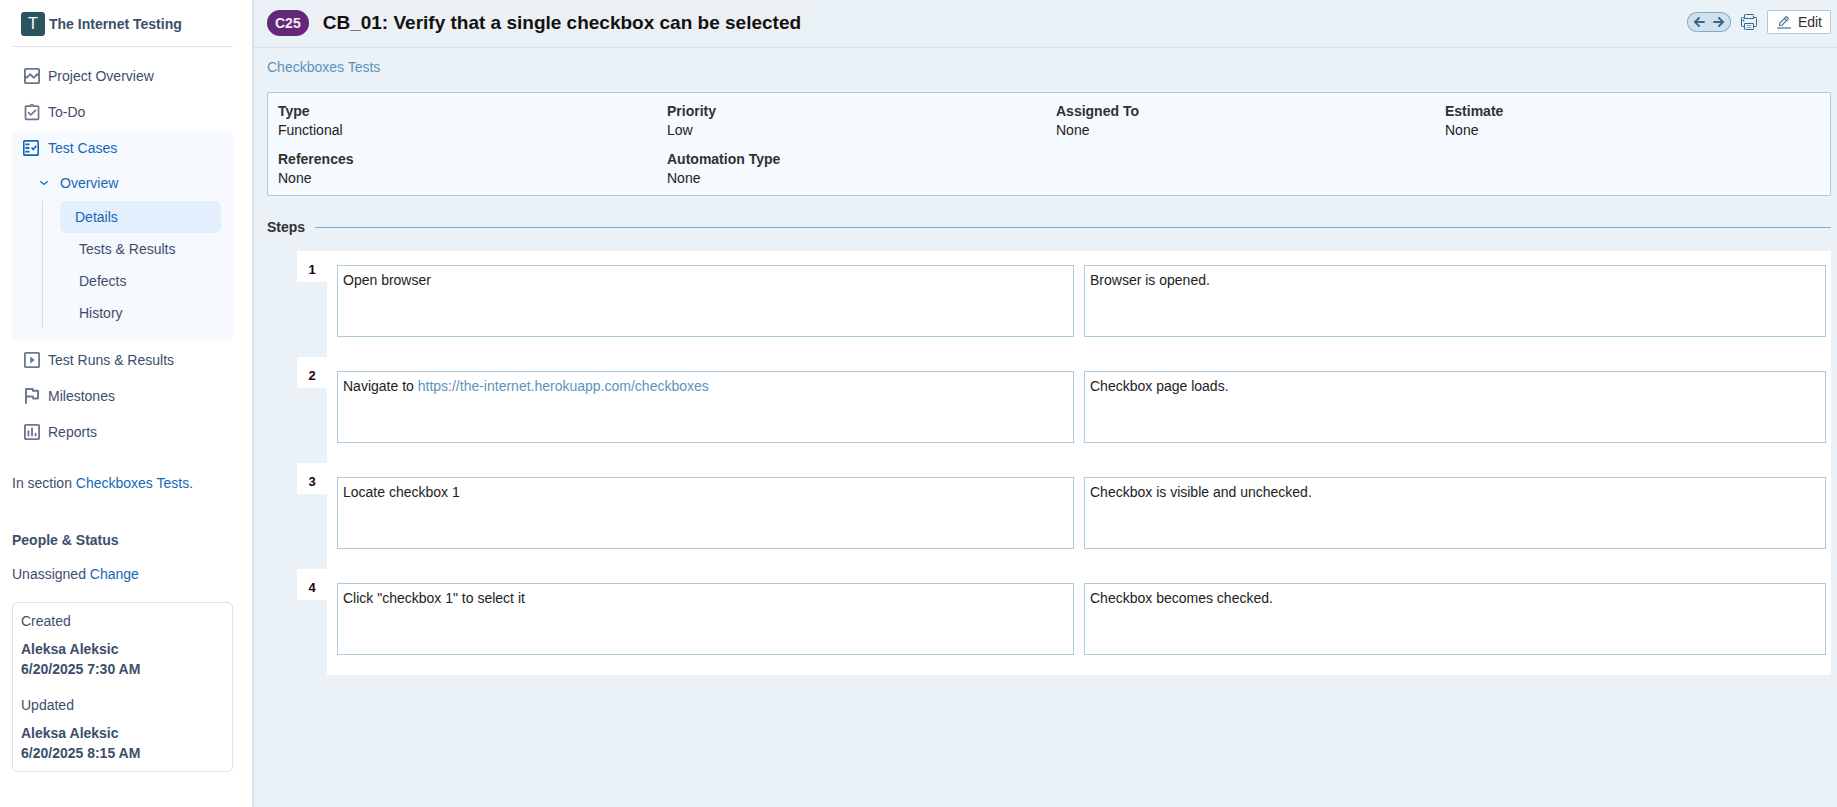 T The Internet Testing
Project Overview
To-Do
Test Cases
Overview
Details
Tests & Results
Defects
History
Test Runs & Results
Milestones
Reports
In section Checkboxes Tests.
People & Status
Unassigned Change
Created
Aleksa Aleksic
6/20/2025 7:30 AM
Updated
Aleksa Aleksic
6/20/2025 8:15 AM
C25 CB_01: Verify that a single checkbox can be selected
Edit
Checkboxes Tests
Type Priority Assigned To Estimate
Functional Low None None
References Automation Type
None None
Steps
1 Open browser Browser is opened.
2 Navigate to https://the-internet.herokuapp.com/checkboxes Checkbox page loads.
3 Locate checkbox 1 Checkbox is visible and unchecked.
4 Click "checkbox 1" to select it Checkbox becomes checked.